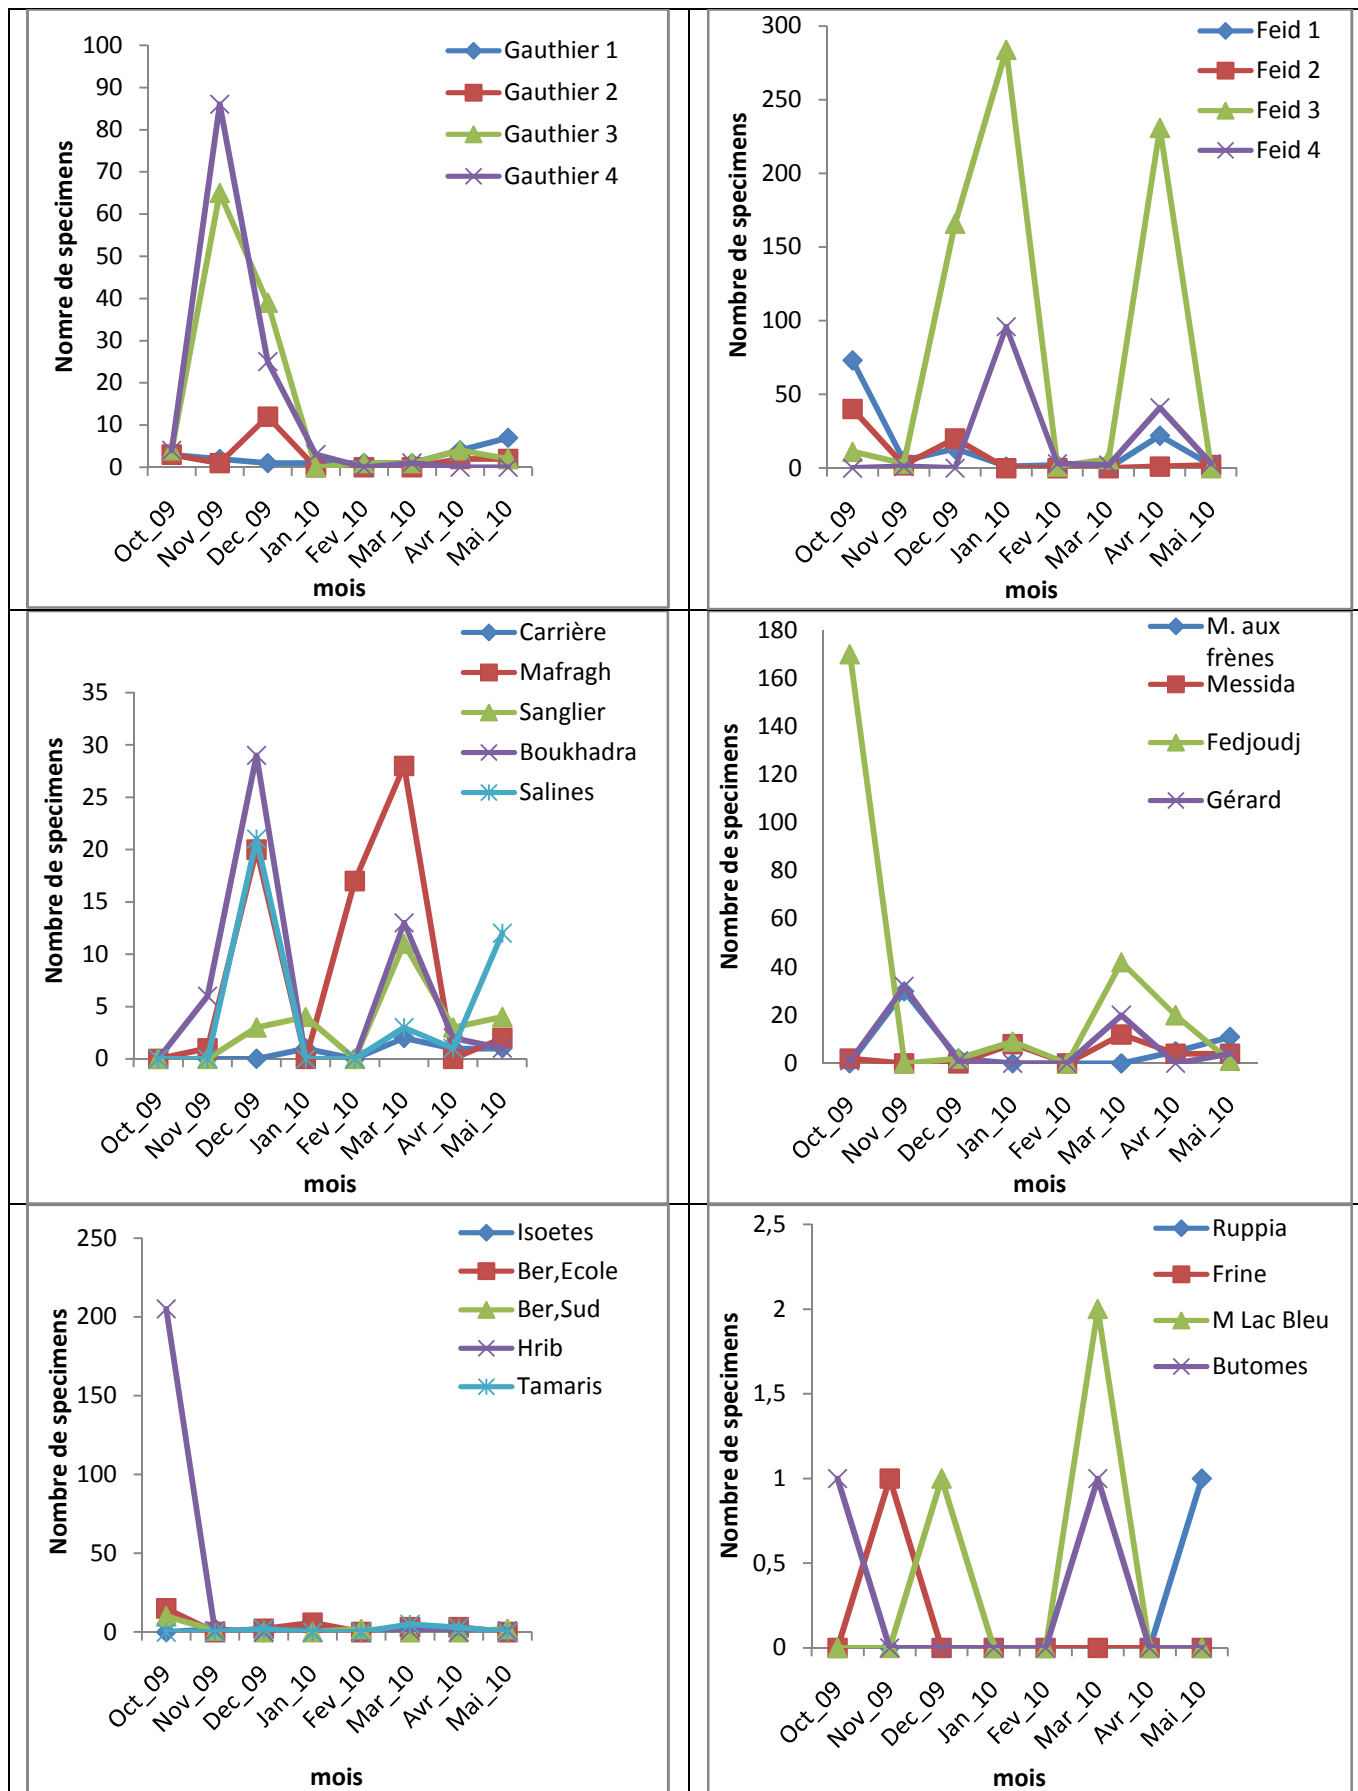 100
90
80
70
60
50
40
30
20
10
0
Nomre de specimens
Oct_09
Nov_09
Dec_09
Jan_10
Fev_10
Mar_10
Avr_10
Mai_10
mois
Gauthier 1
Gauthier 2
Gauthier 3
Gauthier 4
300
250
200
150
100
50
0
Nombre de specimens
Oct_09
Nov_09
Dec_09
Jan_10
Fev_10
Mar_10
Avr_10
Mai_10
mois
Feid 1
Feid 2
Feid 3
Feid 4
35
30
25
20
15
10
5
0
Nombre de specimens
Oct_09
Nov_09
Dec_09
Jan_10
Fev_10
Mar_10
Avr_10
Mai_10
mois
Carrière
Mafragh
Sanglier
Boukhadra
Salines
180
160
140
120
100
80
60
40
20
0
Nombre de specimens
Oct_09
Nov_09
Dec_09
Jan_10
Fev_10
Mar_10
Avr_10
Mai_10
mois
M. aux
frènes
Messida
Fedjoudj
Gérard
250
200
150
100
50
0
Nombre de specimens
Oct_09
Nov_09
Dec_09
Jan_10
Fev_10
Mar_10
Avr_10
Mai_10
mois
Isoetes
Ber,Ecole
Ber,Sud
Hrib
Tamaris
2,5
2
1,5
1
0,5
0
Nombre de specimens
Oct_09
Nov_09
Dec_09
Jan_10
Fev_10
Mar_10
Avr_10
Mai_10
mois
Ruppia
Frine
M Lac Bleu
Butomes